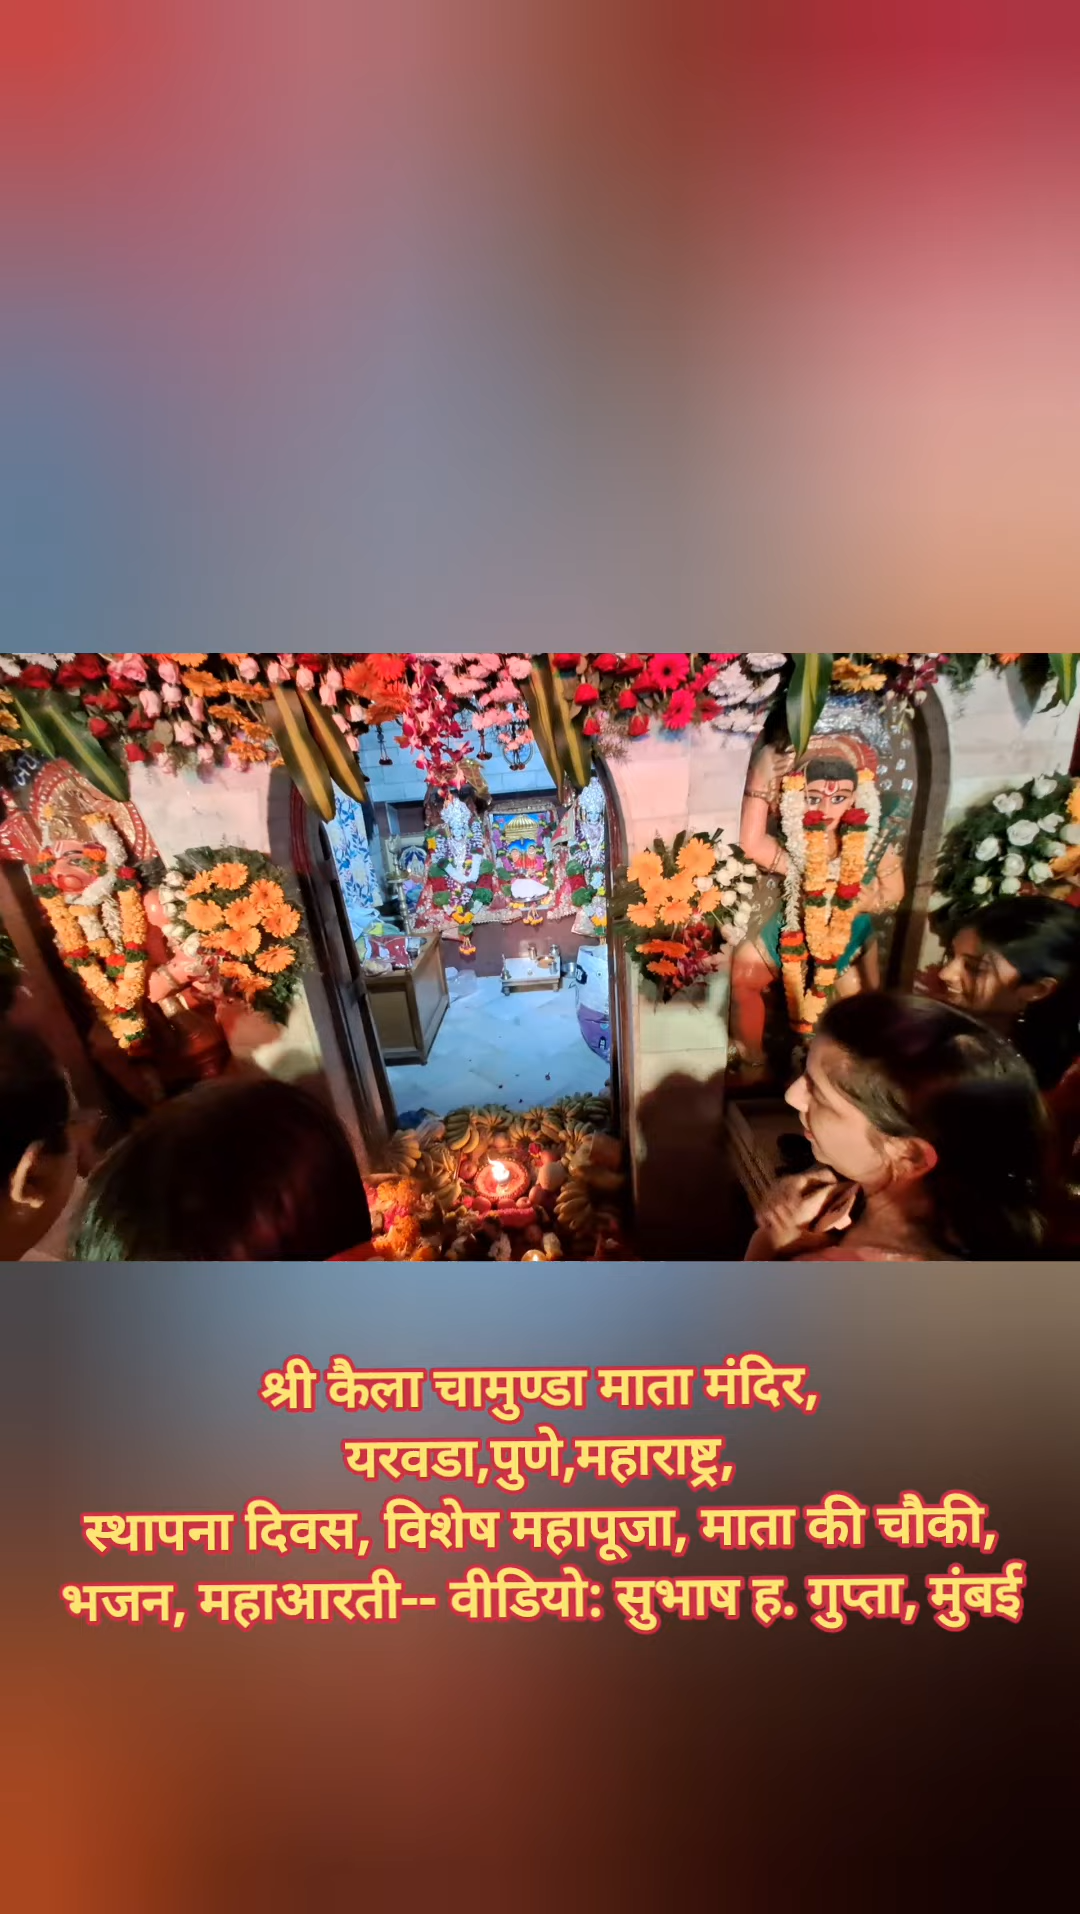 श्री कैला चामुण्डा माता मंदिर,
यरवडा,पुणे,महाराष्ट्र,
स्थापना दिवस, विशेष महापूजा, माता की चौकी,
भजन, महाआरती-- वीडियो: सुभाष ह. गुप्ता, मुंबई